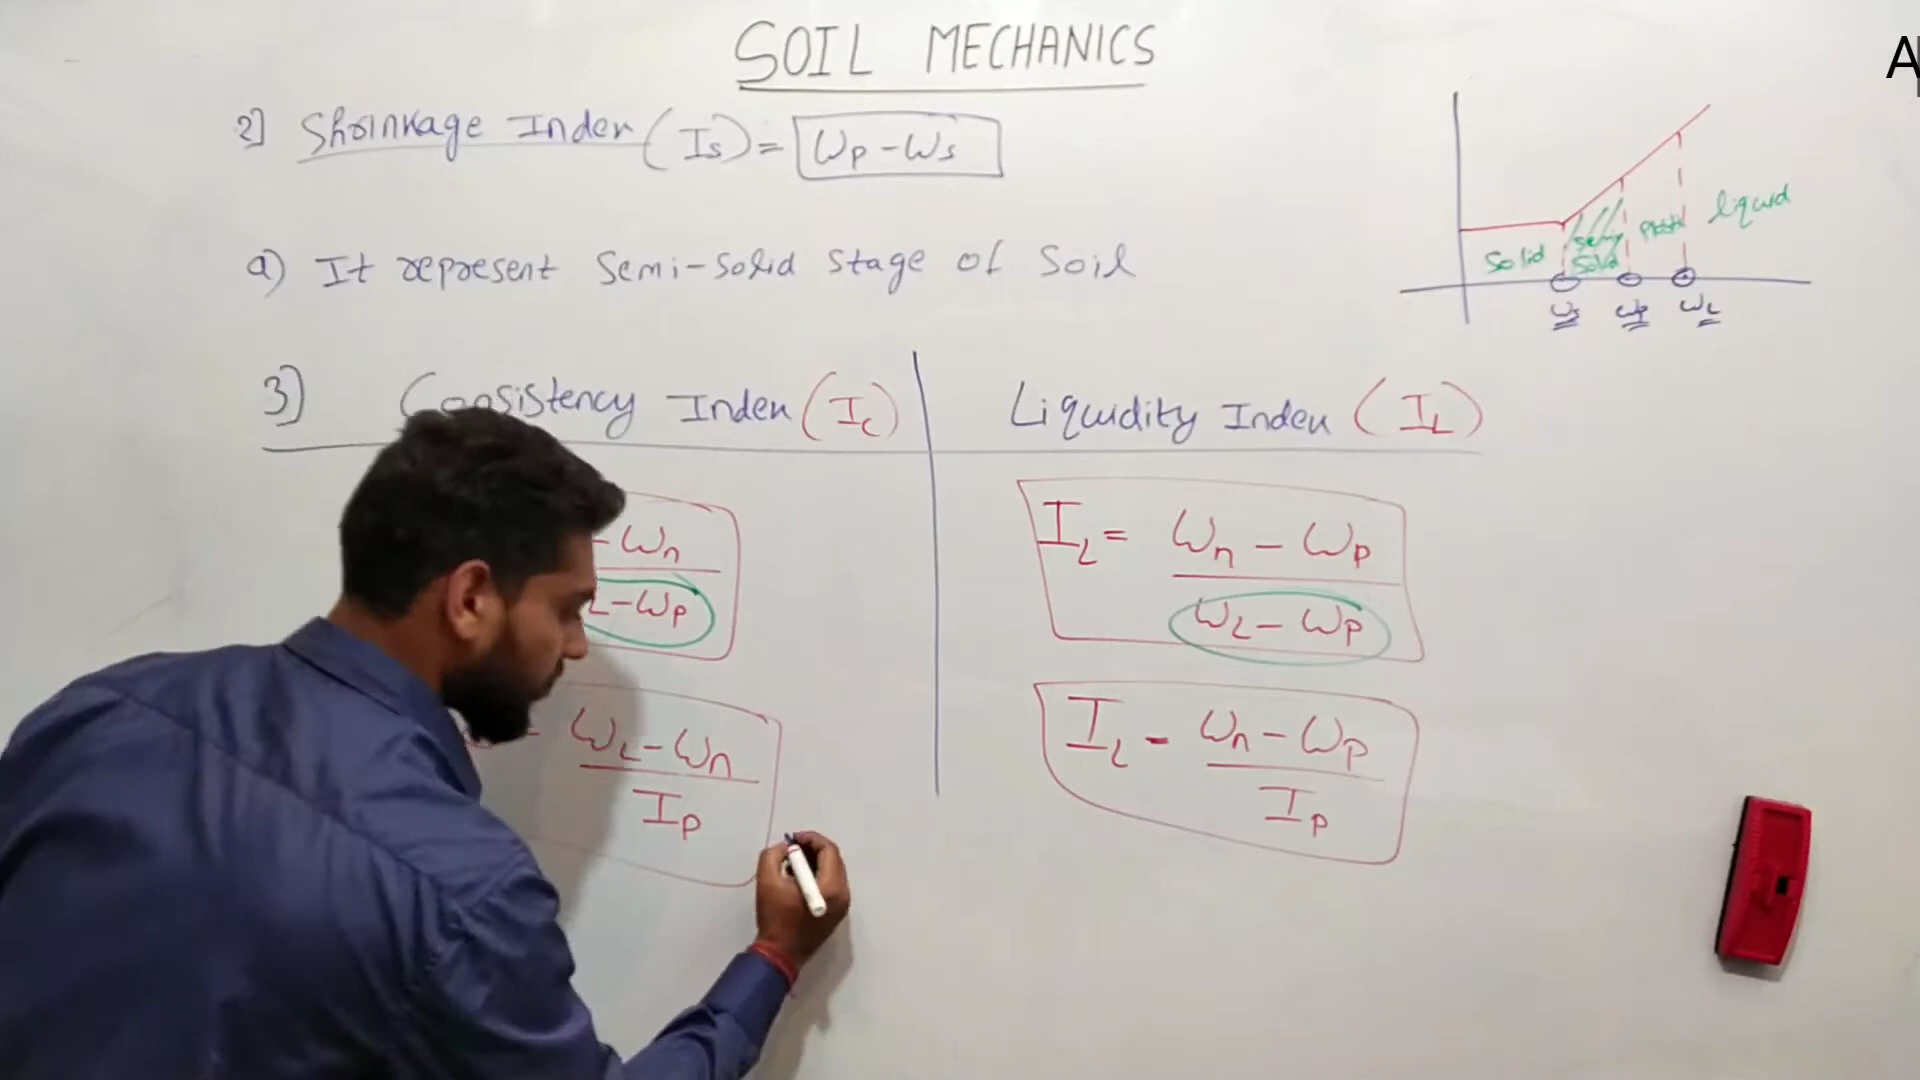 SOIL MECHANICS
A
2] Shrinkage Index (Is) = Wp - Ws
a) It represent Semi-Solid Stage of Soil
Solid
Semi
Solid
liquid
Ws Wp WL
3] Consistency Index (Ic)
Liquidity Index (IL)
- Wn
L - Wp
WL - Wn
Ip
IL = Wn - Wp
WL - Wp
IL = Wn - Wp
Ip